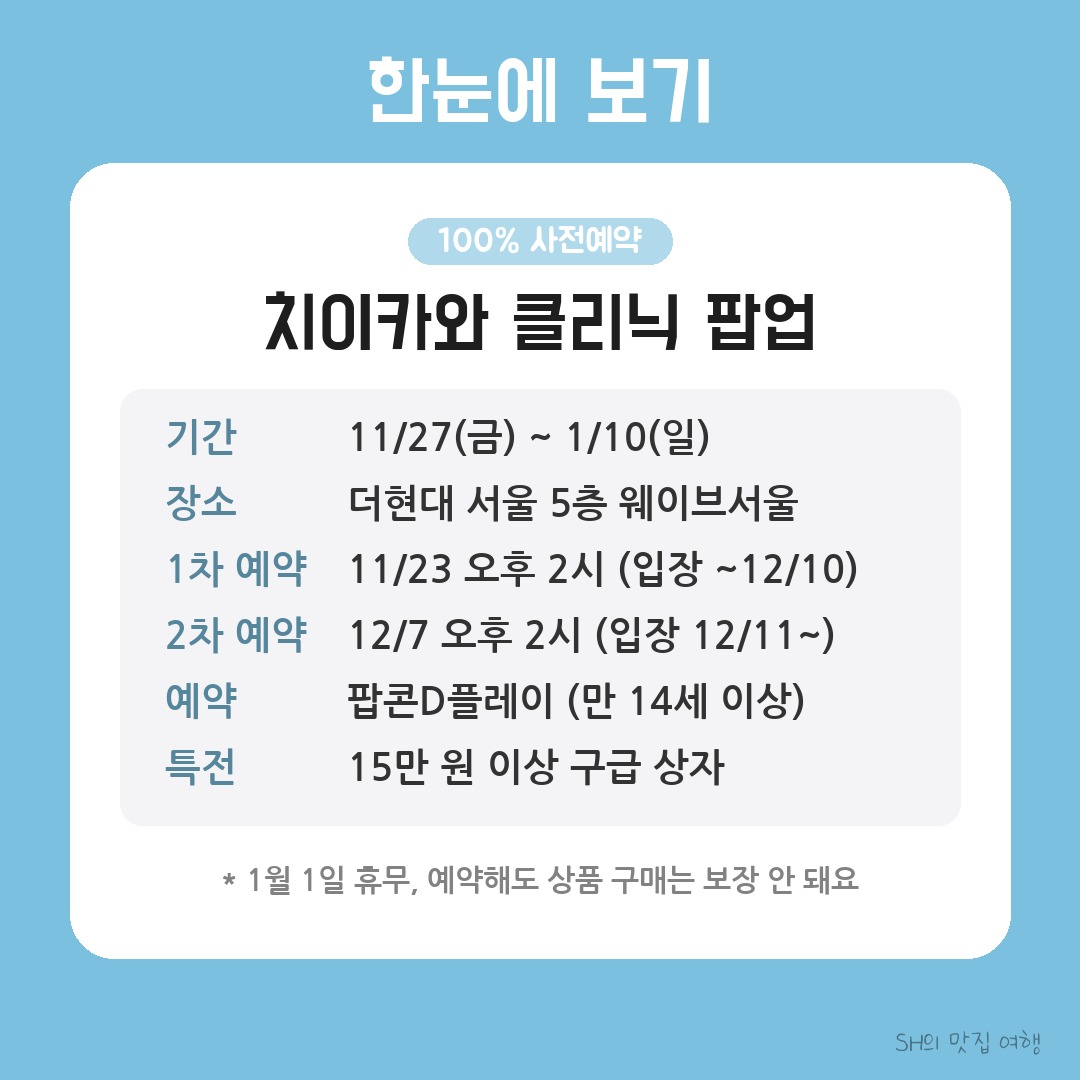 한눈에 보기
100% 사전예약
치이카와 클리닉 팝업
기간 11/27(금) ~ 1/10(일)
장소 더현대 서울 5층 웨이브서울
1차 예약 11/23 오후 2시 (입장 ~12/10)
2차 예약 12/7 오후 2시 (입장 12/11~)
예약 팝콘D플레이 (만 14세 이상)
특전 15만 원 이상 구급 상자
* 1월 1일 휴무, 예약해도 상품 구매는 보장 안 돼요
SH의 맛집 여행